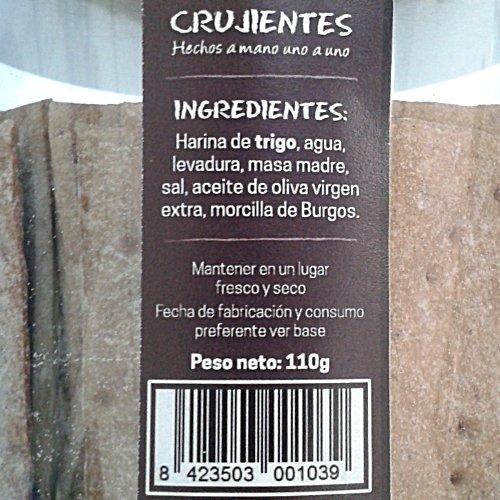 CRUJIENTES
Hechos a mano uno a uno
INGREDIENTES:
Harina de trigo, agua,
levadura, masa madre,
sal, aceite de oliva virgen
extra, morcilla de Burgos.
Mantener en un lugar
fresco y seco
Fecha de fabricación y consumo
preferente ver base
Peso neto: 110g
8 423503 001039